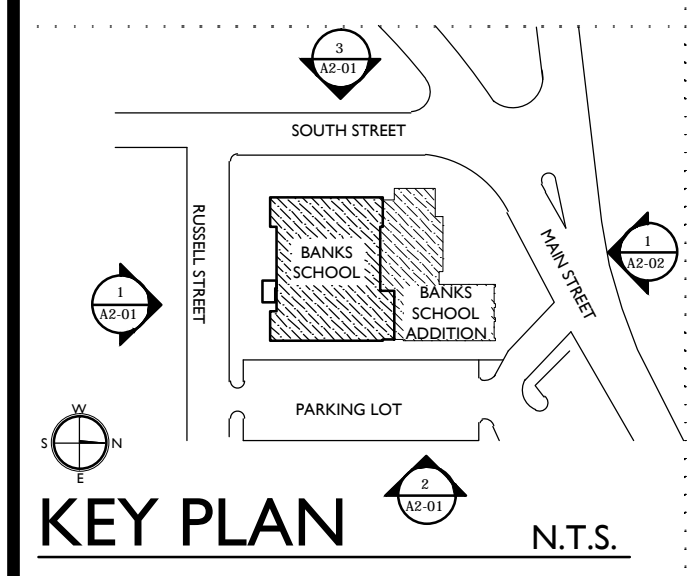 3
A2-01
SOUTH STREET
RUSSELL STREET
BANKS
SCHOOL
MAIN STREET
1
A2-02
1
A2-01
BANKS
SCHOOL
ADDITION
PARKING LOT
W
S
N
E
2
A2-01
KEY PLAN
N.T.S.